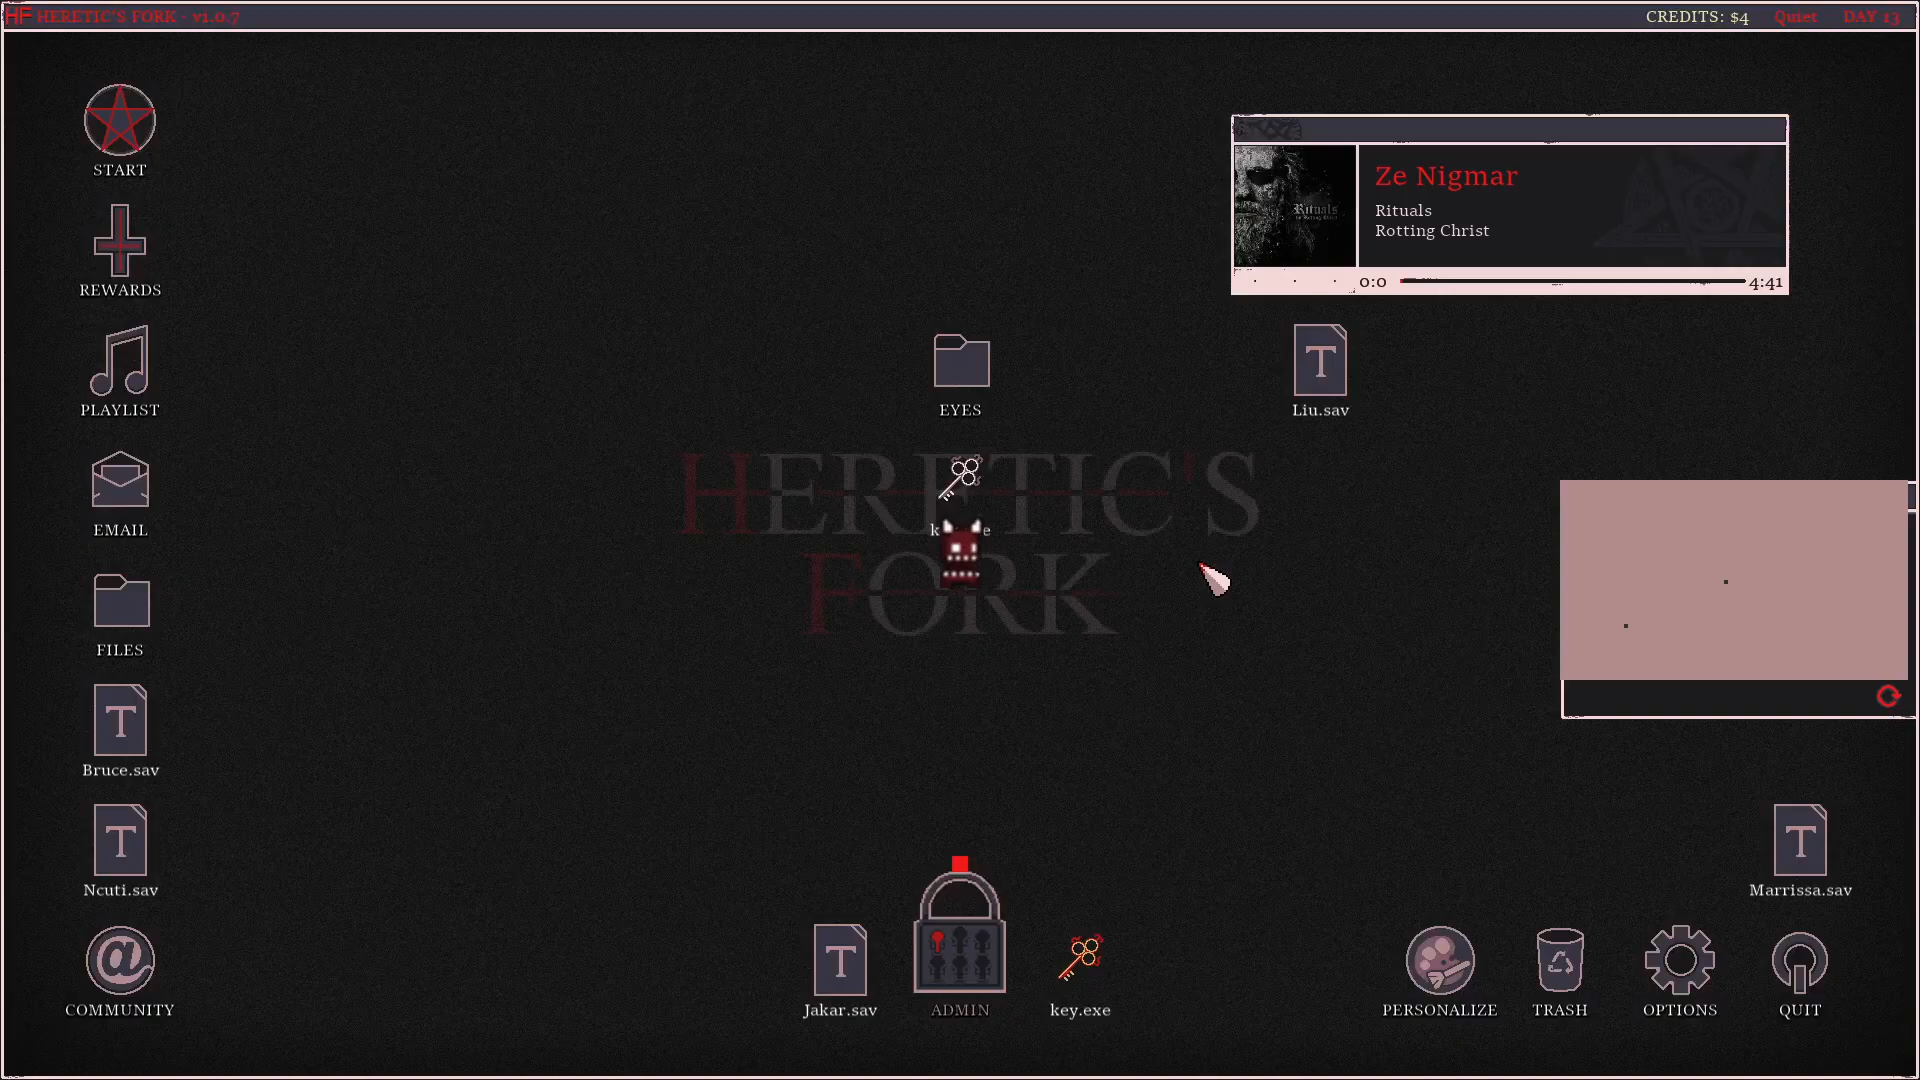 HF HERETIC'S FORK - v1.0.7
CREDITS: $4 Quiet DAY 13
START
REWARDS
PLAYLIST
EMAIL
FILES
Bruce.sav
Ncuti.sav
COMMUNITY
Ze Nigmar
Rituals
Rotting Christ
Rituals
0:0
4:41
EYES
Liu.sav
HERETIC'S
FORK
Marrissa.sav
Jakar.sav
ADMIN
key.exe
PERSONALIZE
TRASH
OPTIONS
QUIT